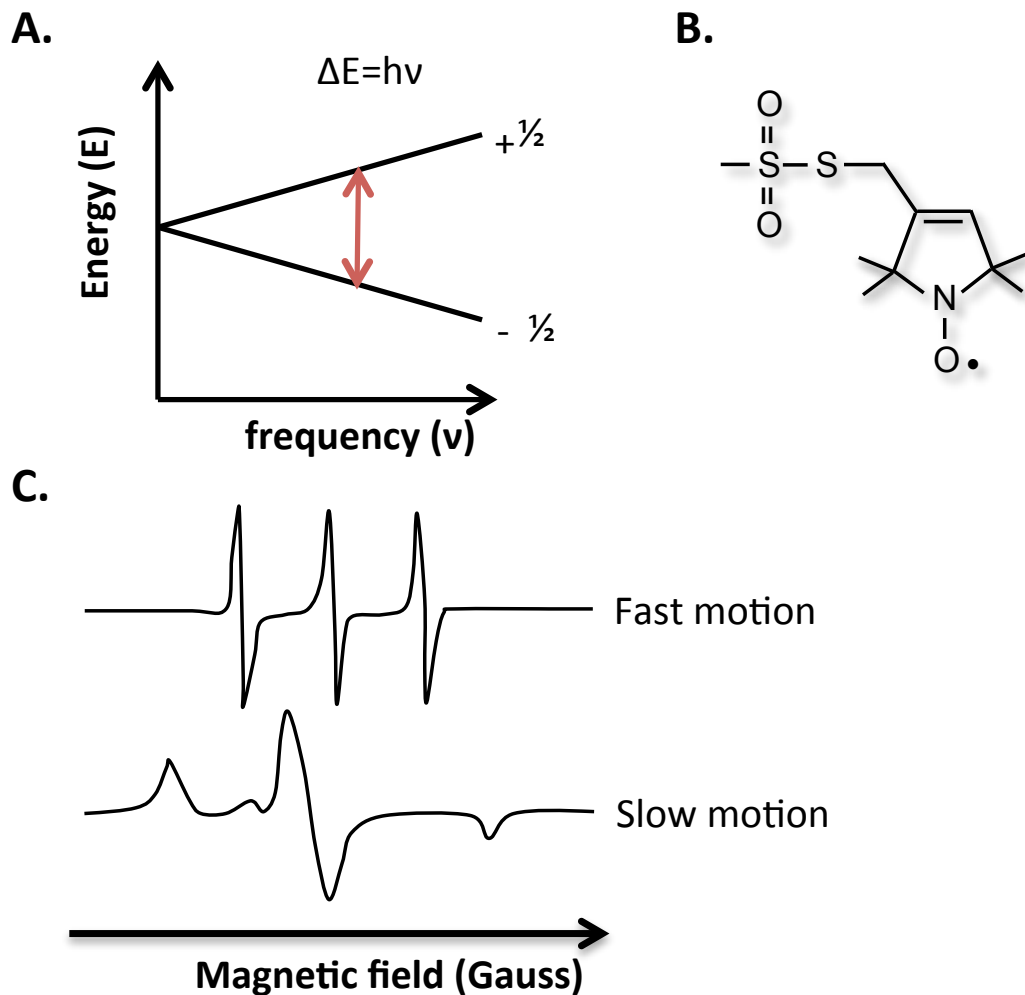 A.
ΔE=hν
+½
Energy (E)
- ½
frequency (ν)
B.
O
S S
O
N
O•
C.
Fast motion
Slow motion
Magnetic field (Gauss)